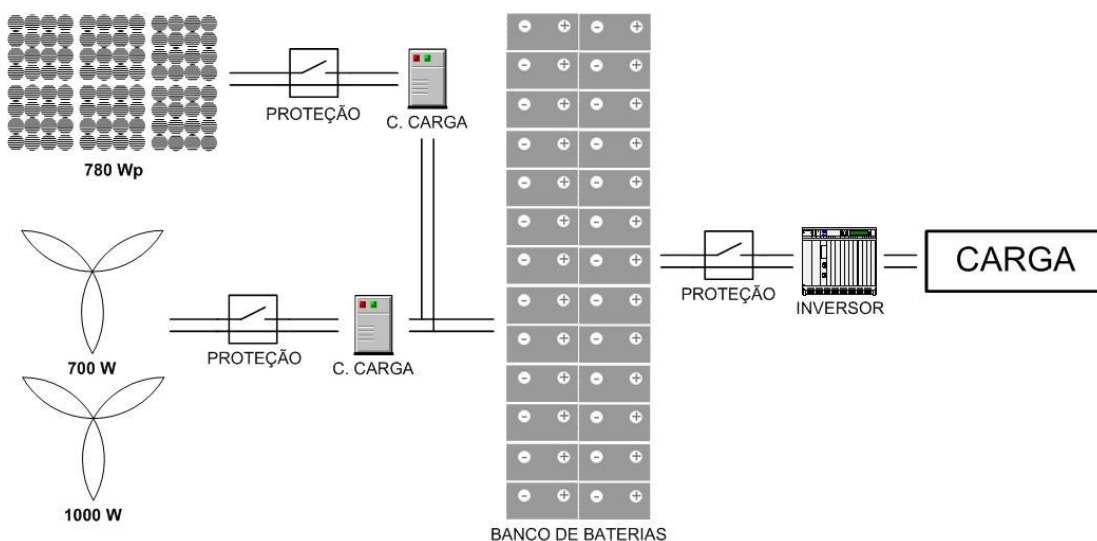 PROTEÇÃO
C. CARGA
780 Wp
700 W
PROTEÇÃO
C. CARGA
1000 W
BANCO DE BATERIAS
PROTEÇÃO
INVERSOR
CARGA